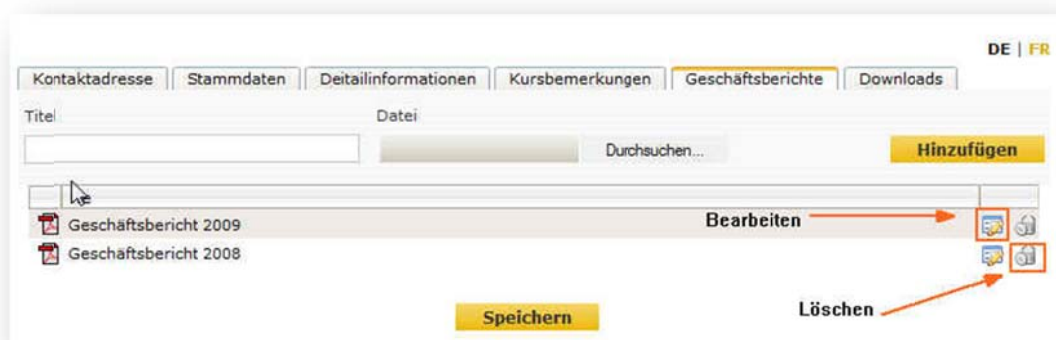 DE | FR
Kontaktadresse Stammdaten Deitailinformationen Kursbemerkungen Geschäftsberichte Downloads
Titel Datei
Durchsuchen... Hinzufügen
Geschäftsbericht 2009 Bearbeiten
Geschäftsbericht 2008
Speichern Löschen